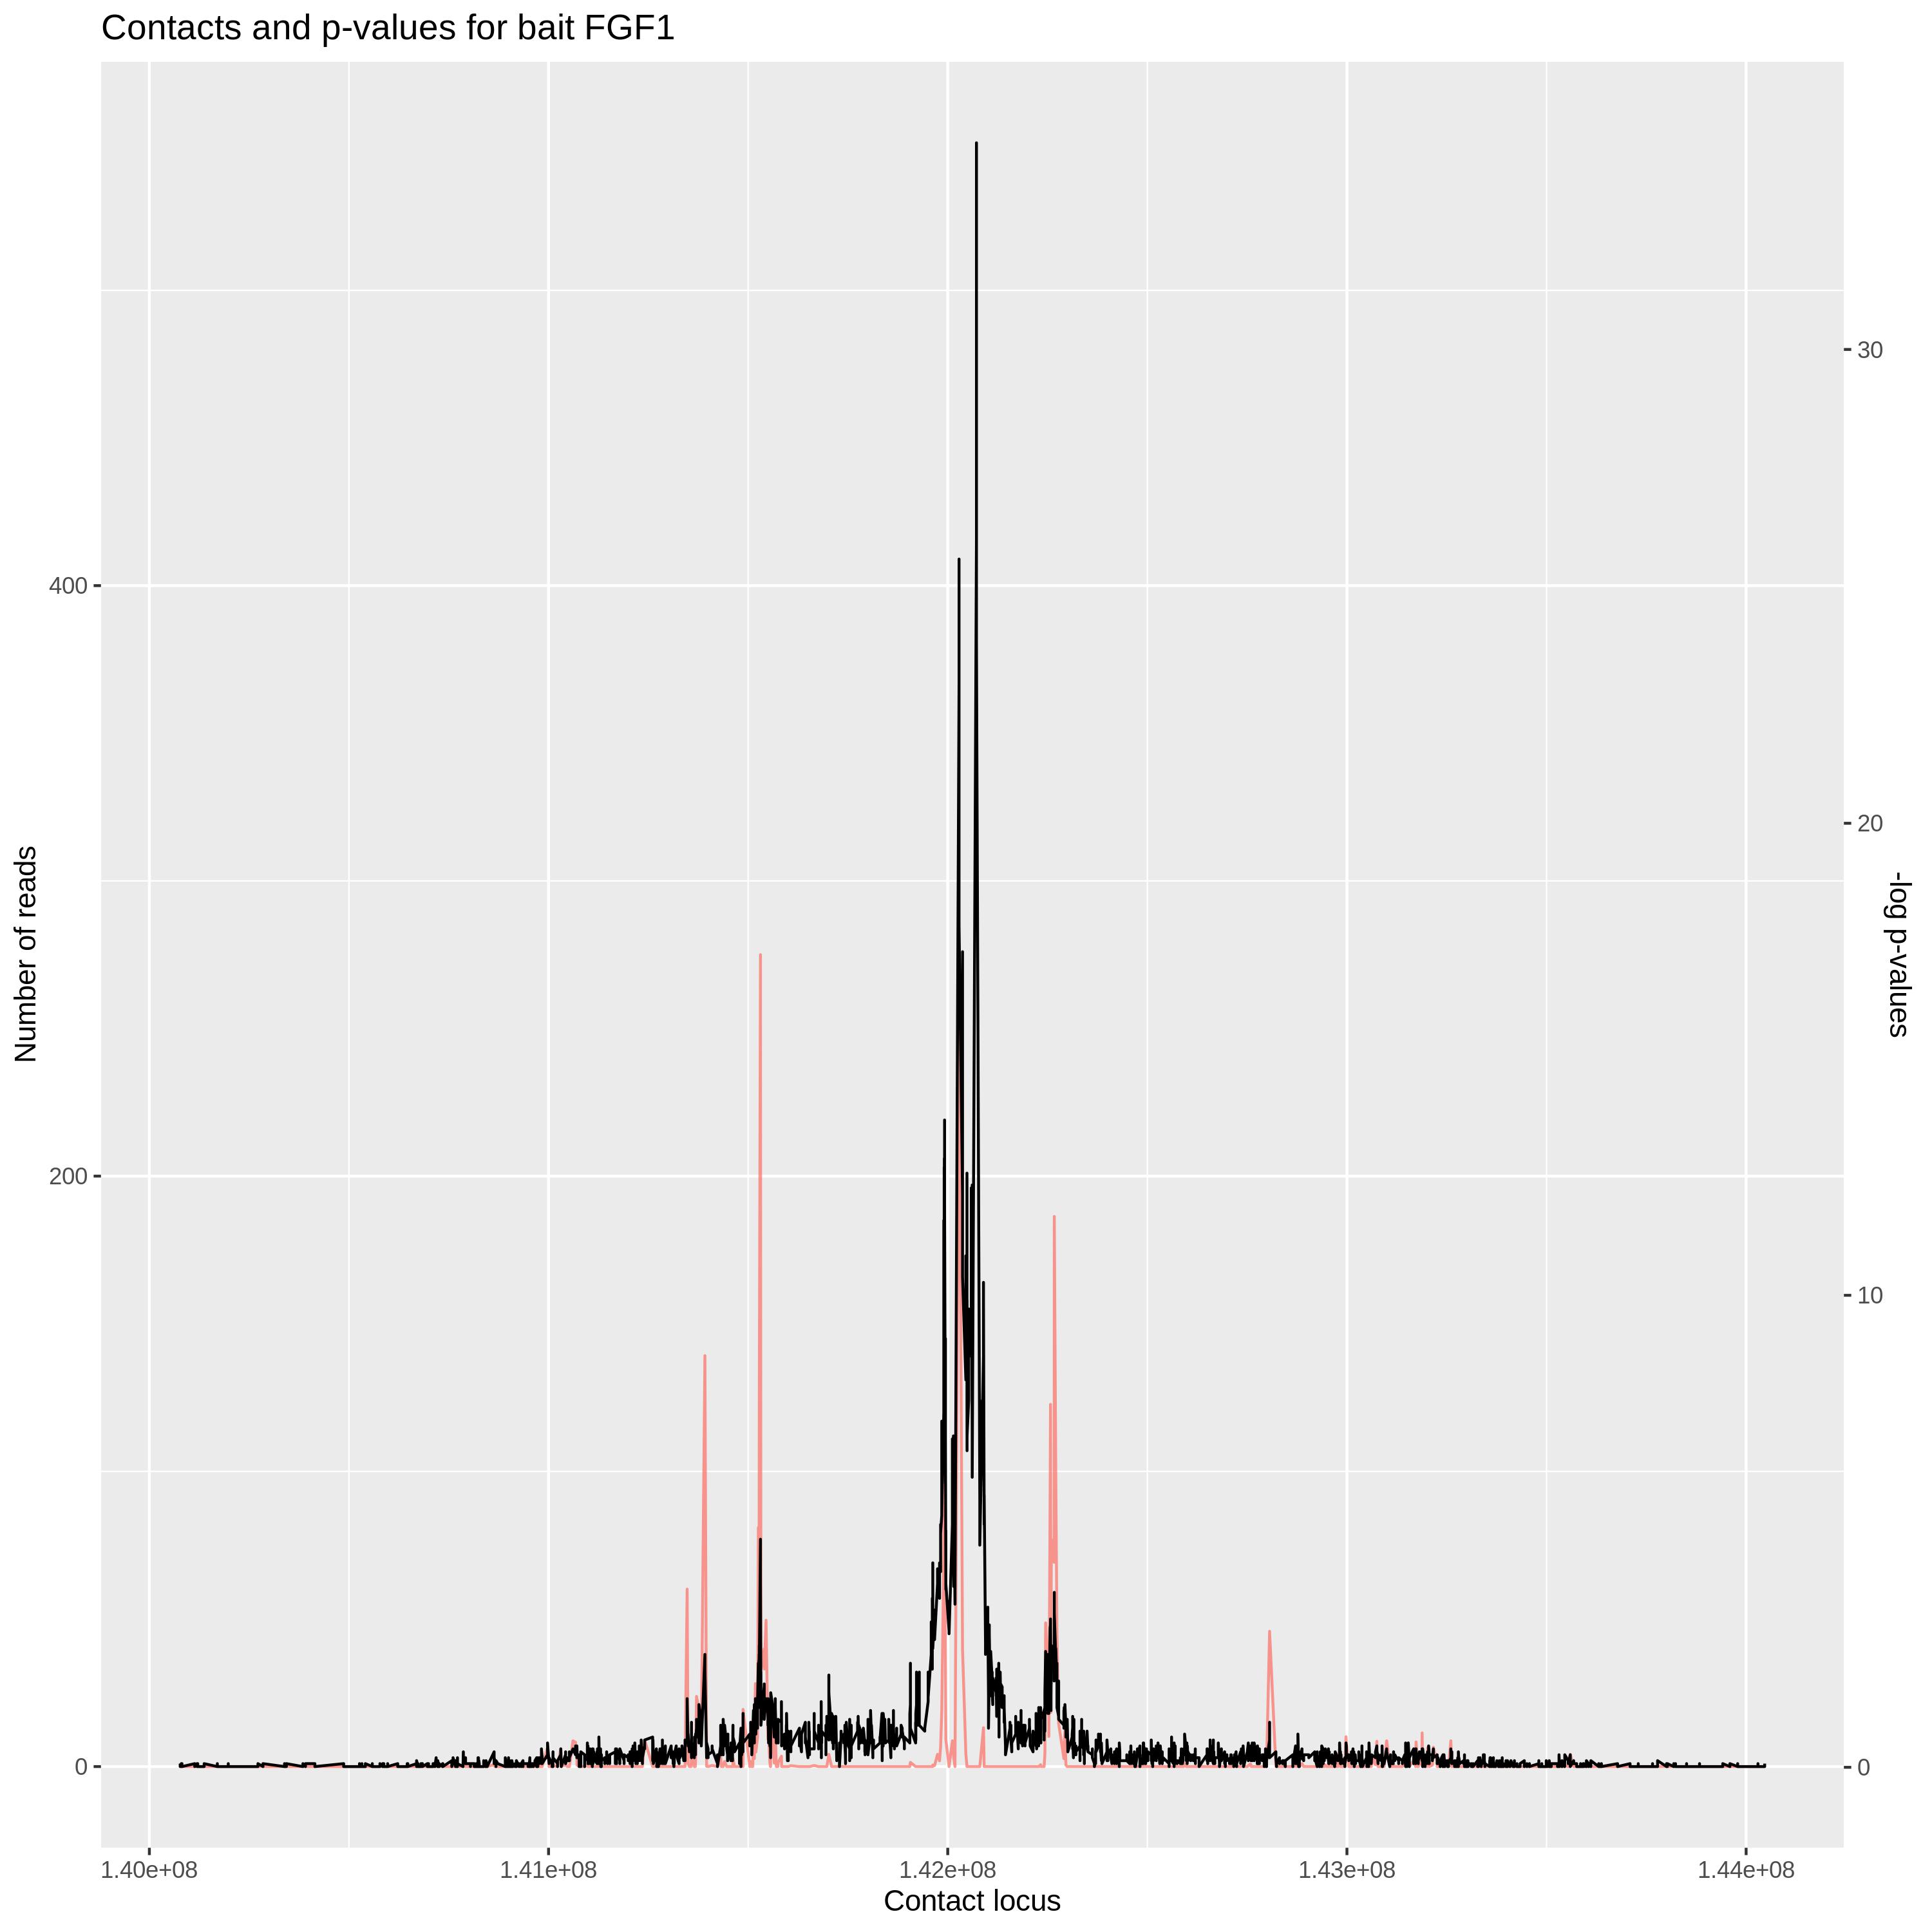 Contacts and p-values for bait FGF1
Number of reads
400
200
0
30
20
10
0
-log p-values
1.40e+08
1.41e+08
1.42e+08
1.43e+08
1.44e+08
Contact locus